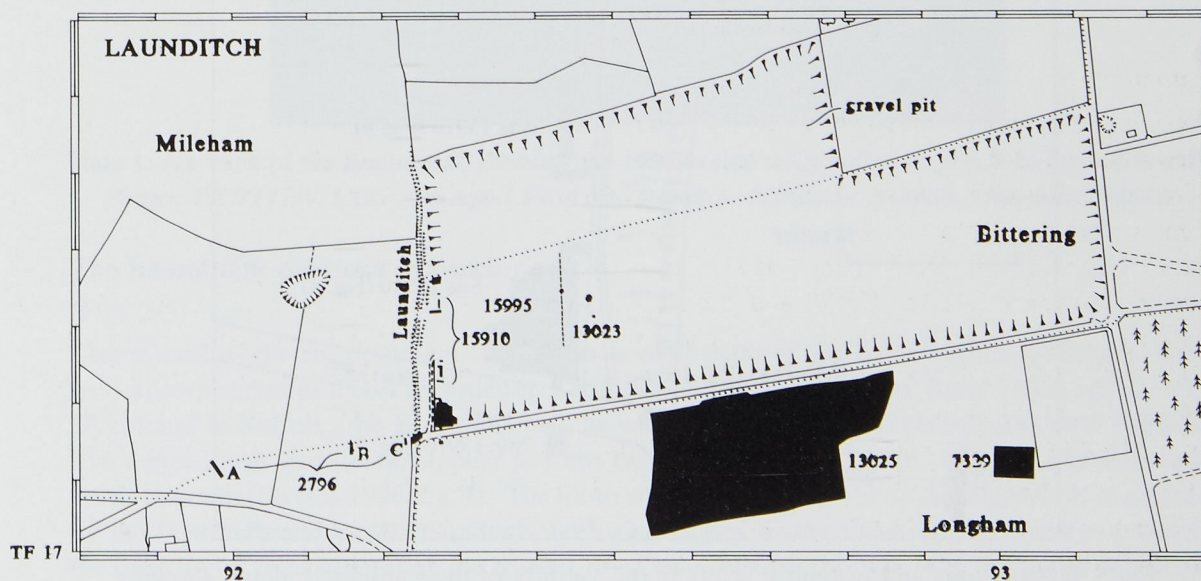 LAUNDITCH
Mileham
gravel pit
Bittering
Launditch
15995
15910
13023
A
B
C
2796
13025
7329
Longham
TF 17
92
93